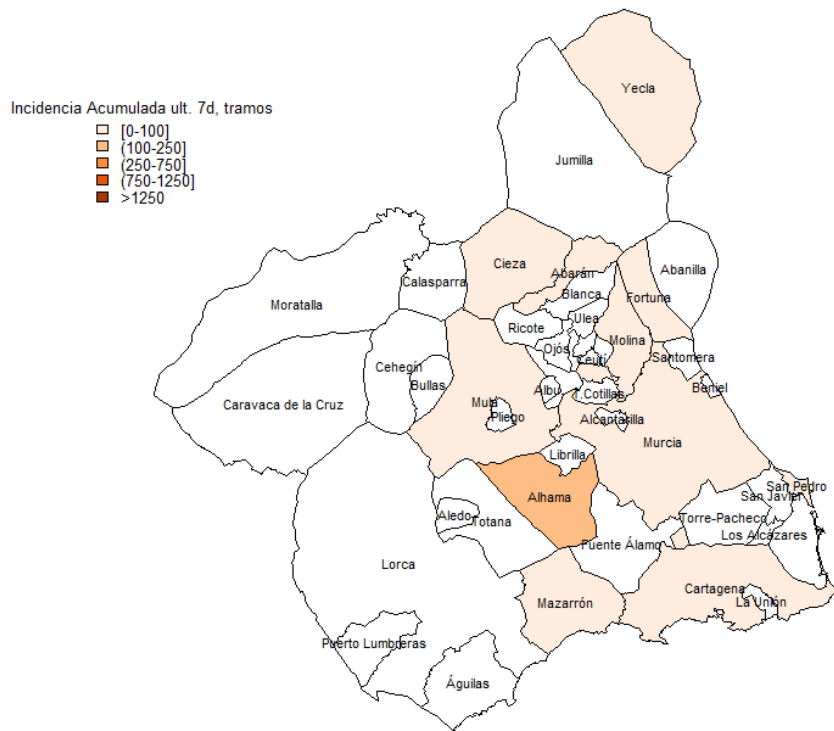 Incidencia Acumulada ult. 7d, tramos
[0-100]
(100-250]
(250-750]
(750-1250]
>1250
Yecla
Jumilla
Cieza
Abarán
Abanilla
Calasparra
Blanca
Fortuna
Moratalla
Ricote
Ulea
Molina
Ojós
Ceutí
Santomera
Cehegín
Bullas
Albu
T.Cotillas
Beniel
Caravaca de la Cruz
Mula
Pliego
Alcantarilla
Murcia
Librilla
Alhama
San Pedro
San Javier
Aledo
Totana
Torre-Pacheco
Fuente Álamo
Los Alcázares
Lorca
Cartagena
Mazarrón
La Unión
Puerto Lumbreras
Águilas